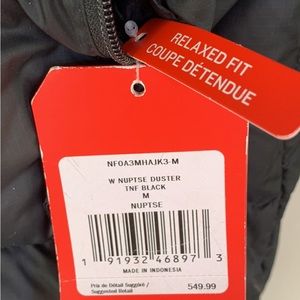 RELAXED FIT
COUPE DÉTENDUE
NF0A3MHAJK3-M
W NUPTSE DUSTER
TNF BLACK
M
NUPTSE
1 91932 46897 3
MADE IN INDONESIA
Prix de Détail Suggéré /
Suggested Retail
549.99